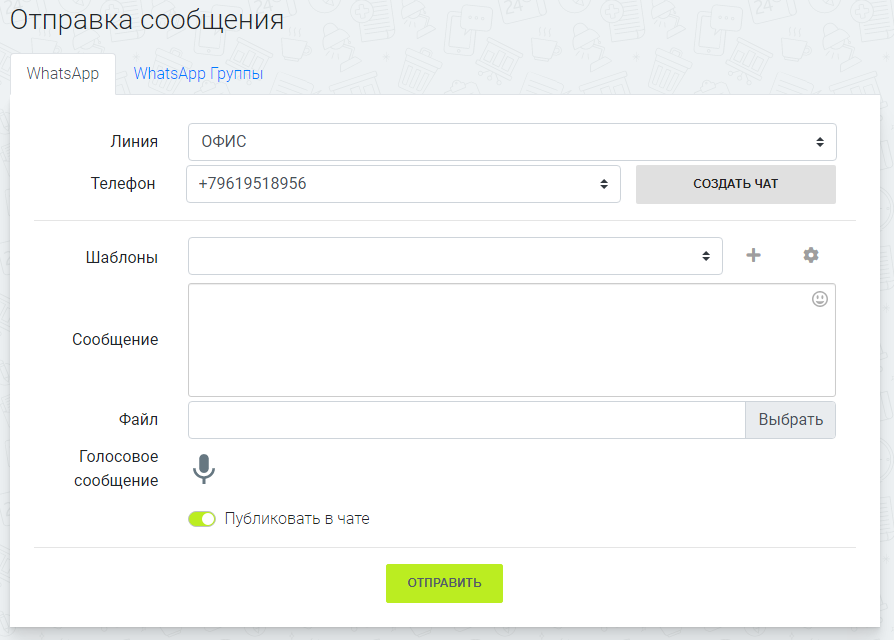 Отправка сообщения
WhatsApp
WhatsApp Группы
Линия
ОФИС
Телефон
+79619518956
СОЗДАТЬ ЧАТ
Шаблоны
Сообщение
Файл
Выбрать
Голосовое
сообщение
Публиковать в чате
ОТПРАВИТЬ